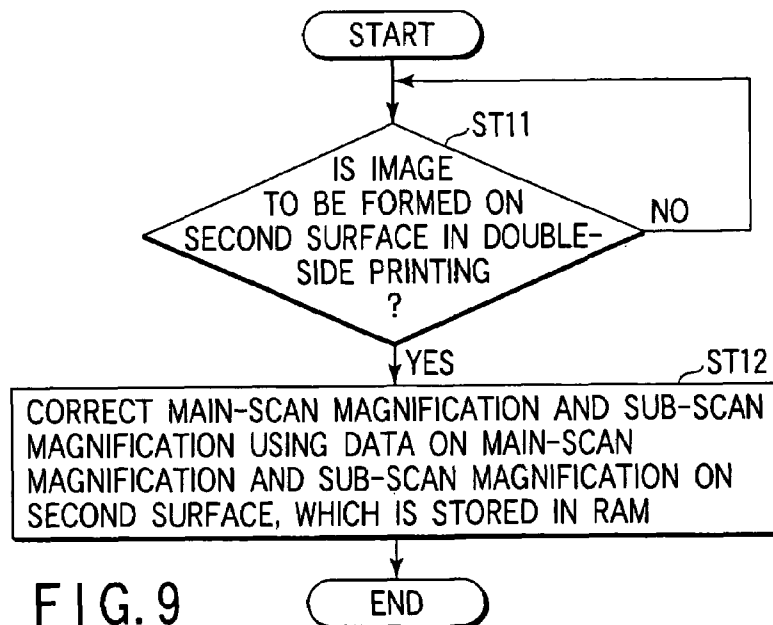 START
ST11
IS IMAGE
TO BE FORMED ON
SECOND SURFACE IN DOUBLE-
SIDE PRINTING
?
NO
YES
ST12
CORRECT MAIN-SCAN MAGNIFICATION AND SUB-SCAN
MAGNIFICATION USING DATA ON MAIN-SCAN
MAGNIFICATION AND SUB-SCAN MAGNIFICATION ON
SECOND SURFACE, WHICH IS STORED IN RAM
END
FIG. 9